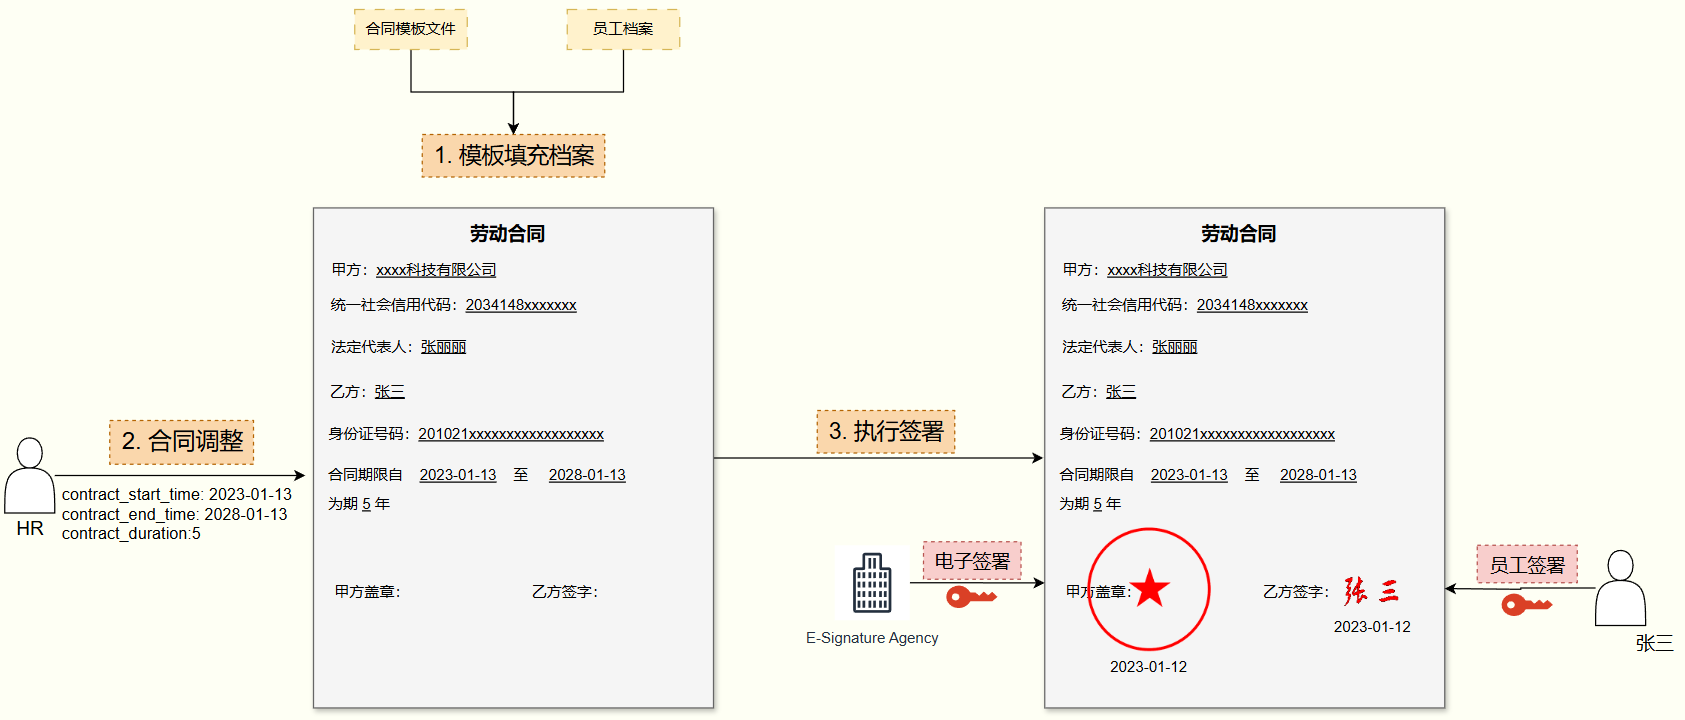 合同模板文件
员工档案
1. 模板填充档案
劳动合同
甲方：xxxx科技有限公司
统一社会信用代码：2034148xxxxxxx
法定代表人：张丽丽
乙方：张三
身份证号码：201021xxxxxxxxxxxxxxxxxx
合同期限自 2023-01-13 至 2028-01-13
为期 5 年
甲方盖章：
乙方签字：
2. 合同调整
contract_start_time: 2023-01-13
contract_end_time: 2028-01-13
contract_duration:5
HR
3. 执行签署
电子签署
E-Signature Agency
劳动合同
甲方：xxxx科技有限公司
统一社会信用代码：2034148xxxxxxx
法定代表人：张丽丽
乙方：张三
身份证号码：201021xxxxxxxxxxxxxxxxxx
合同期限自 2023-01-13 至 2028-01-13
为期 5 年
甲方盖章：
2023-01-12
乙方签字：张三
2023-01-12
员工签署
张三